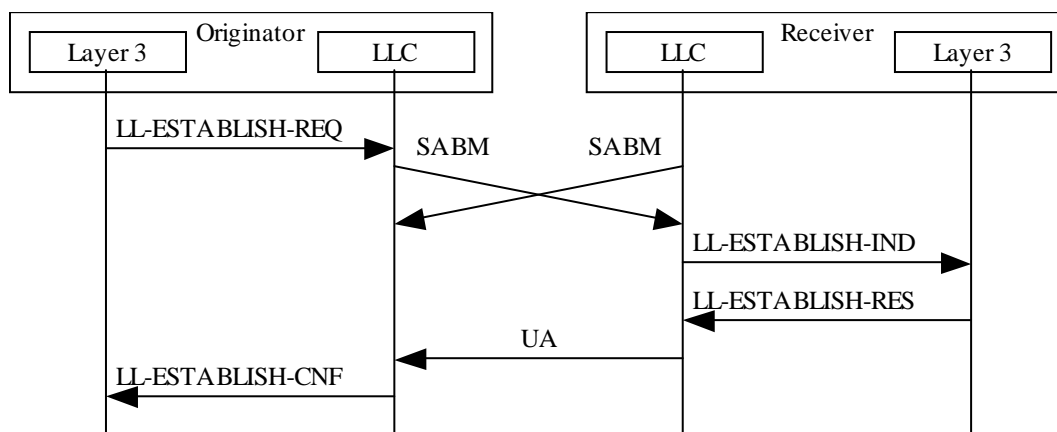 Originator
Receiver
Layer 3
LLC
LLC
Layer 3
LL-ESTABLISH-REQ
SABM
SABM
LL-ESTABLISH-IND
LL-ESTABLISH-RES
UA
LL-ESTABLISH-CNF